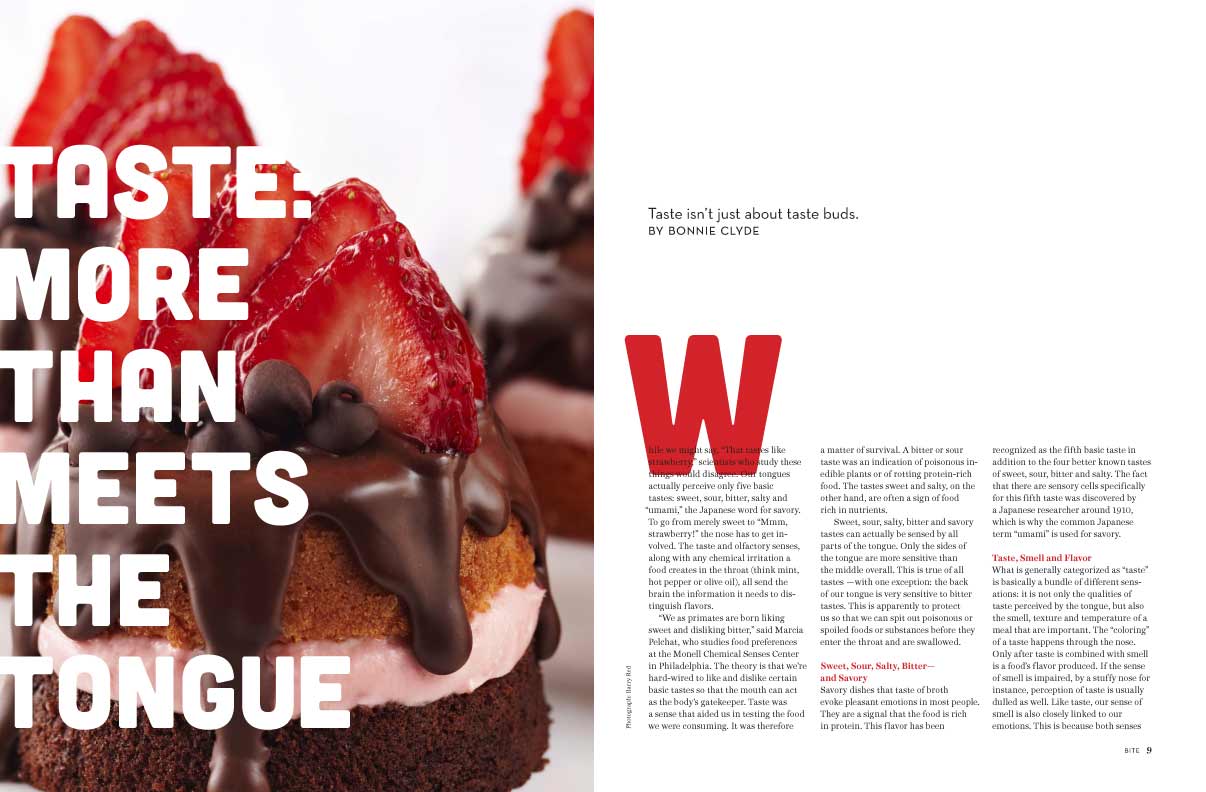 TASTE:
MORE
THAN
MEETS
THE
TONGUE
Taste isn’t just about taste buds.
BY BONNIE CLYDE
W
hile we might say, “That tastes like
strawberry,” scientists who study these
things would disagree. Our tongues
actually perceive only five basic
tastes: sweet, sour, bitter, salty and
“umami,” the Japanese word for savory.
To go from merely sweet to “Mmm,
strawberry!” the nose has to get in-
volved. The taste and olfactory senses,
along with any chemical irritation a
food creates in the throat (think mint,
hot pepper or olive oil), all send the
brain the information it needs to dis-
tinguish flavors.
“We as primates are born liking
sweet and disliking bitter,” said Marcia
Pelchat, who studies food preferences
at the Monell Chemical Senses Center
in Philadelphia. The theory is that we’re
hard-wired to like and dislike certain
basic tastes so that the mouth can act
as the body’s gatekeeper. Taste was
a sense that aided us in testing the food
we were consuming. It was therefore
a matter of survival. A bitter or sour
taste was an indication of poisonous in-
edible plants or of rotting protein-rich
food. The tastes sweet and salty, on the
other hand, are often a sign of food
rich in nutrients.
Sweet, sour, salty, bitter and savory
tastes can actually be sensed by all
parts of the tongue. Only the sides of
the tongue are more sensitive than
the middle overall. This is true of all
tastes —with one exception: the back
of our tongue is very sensitive to bitter
tastes. This is apparently to protect
us so that we can spit out poisonous or
spoiled foods or substances before they
enter the throat and are swallowed.
Sweet, Sour, Salty, Bitter—
and Savory
Savory dishes that taste of broth
evoke pleasant emotions in most people.
They are a signal that the food is rich
in protein. This flavor has been
recognized as the fifth basic taste in
addition to the four better known tastes
of sweet, sour, bitter and salty. The fact
that there are sensory cells specifically
for this fifth taste was discovered by
a Japanese researcher around 1910,
which is why the common Japanese
term “umami” is used for savory.
Taste, Smell and Flavor
What is generally categorized as “taste”
is basically a bundle of different sens-
ations: it is not only the qualities of
taste perceived by the tongue, but also
the smell, texture and temperature of a
meal that are important. The “coloring”
of a taste happens through the nose.
Only after taste is combined with smell
is a food’s flavor produced. If the sense
of smell is impaired, by a stuffy nose for
instance, perception of taste is usually
dulled as well. Like taste, our sense of
smell is also closely linked to our
emotions. This is because both senses
Photograph: Barry Red
BITE 9